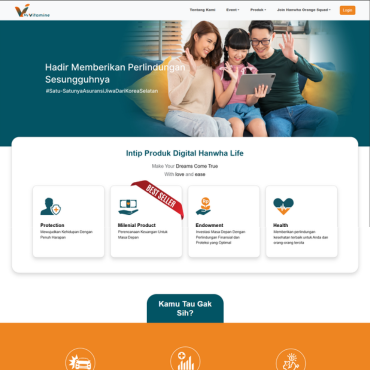 Tentang Kami
Event
Produk
Join Hanwha Orange Squad
Login
Hadir Memberikan Perlindungan
Sesungguhnya
#Satu-SatunyaAsuransiJiwaDariKoreaSelatan
Intip Produk Digital Hanwha Life
Make Your Dreams Come True
With love and ease
BEST SELLER
Protection
Mewujudkan Kehidupan Dengan
Penuh Harapan
Milenial Product
Perencanaan Keuangan Untuk
Masa Depan
Endowment
Investasi Masa Depan Dengan
Perlindungan Finansial dan
Proteksi yang Optimal
Health
Memberikan perlindungan
kesehatan terbaik untuk Anda dan
orang-orang tercinta
Kamu Tau Gak
Sih?